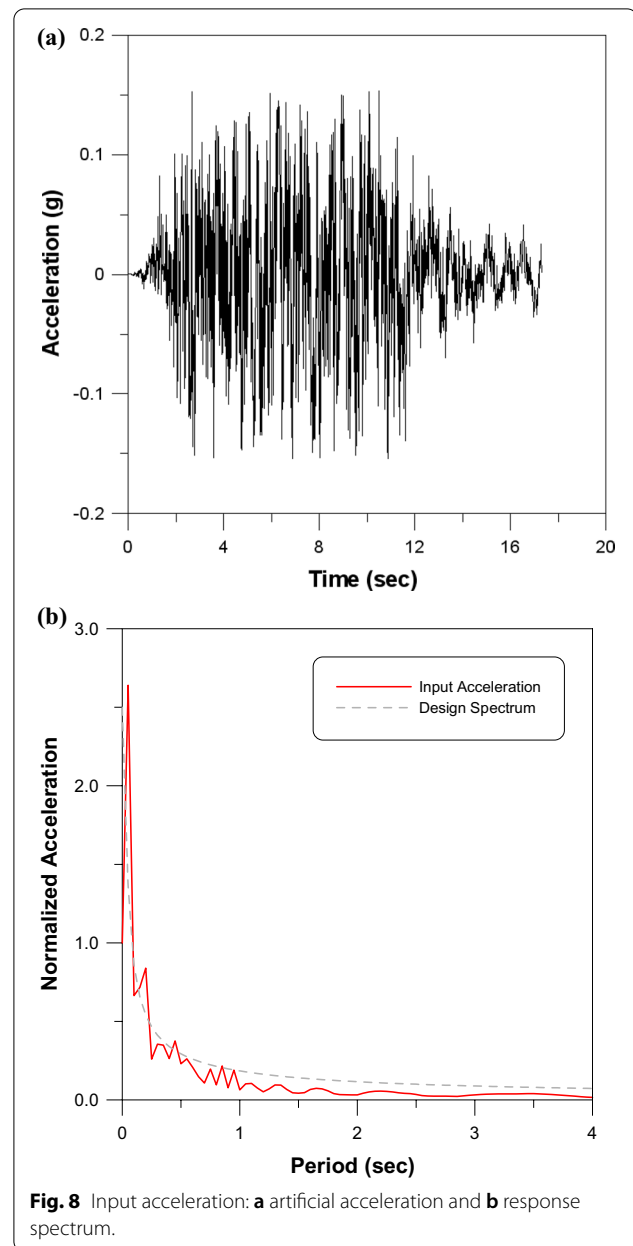 (a)
0.2
0.1
0
-0.1
-0.2
Acceleration (g)
0 4 8 12 16 20
Time (sec)
(b)
3.0
2.0
1.0
0.0
Normalized Acceleration
Input Acceleration
Design Spectrum
0 1 2 3 4
Period (sec)
Fig. 8 Input acceleration: a artificial acceleration and b response
spectrum.